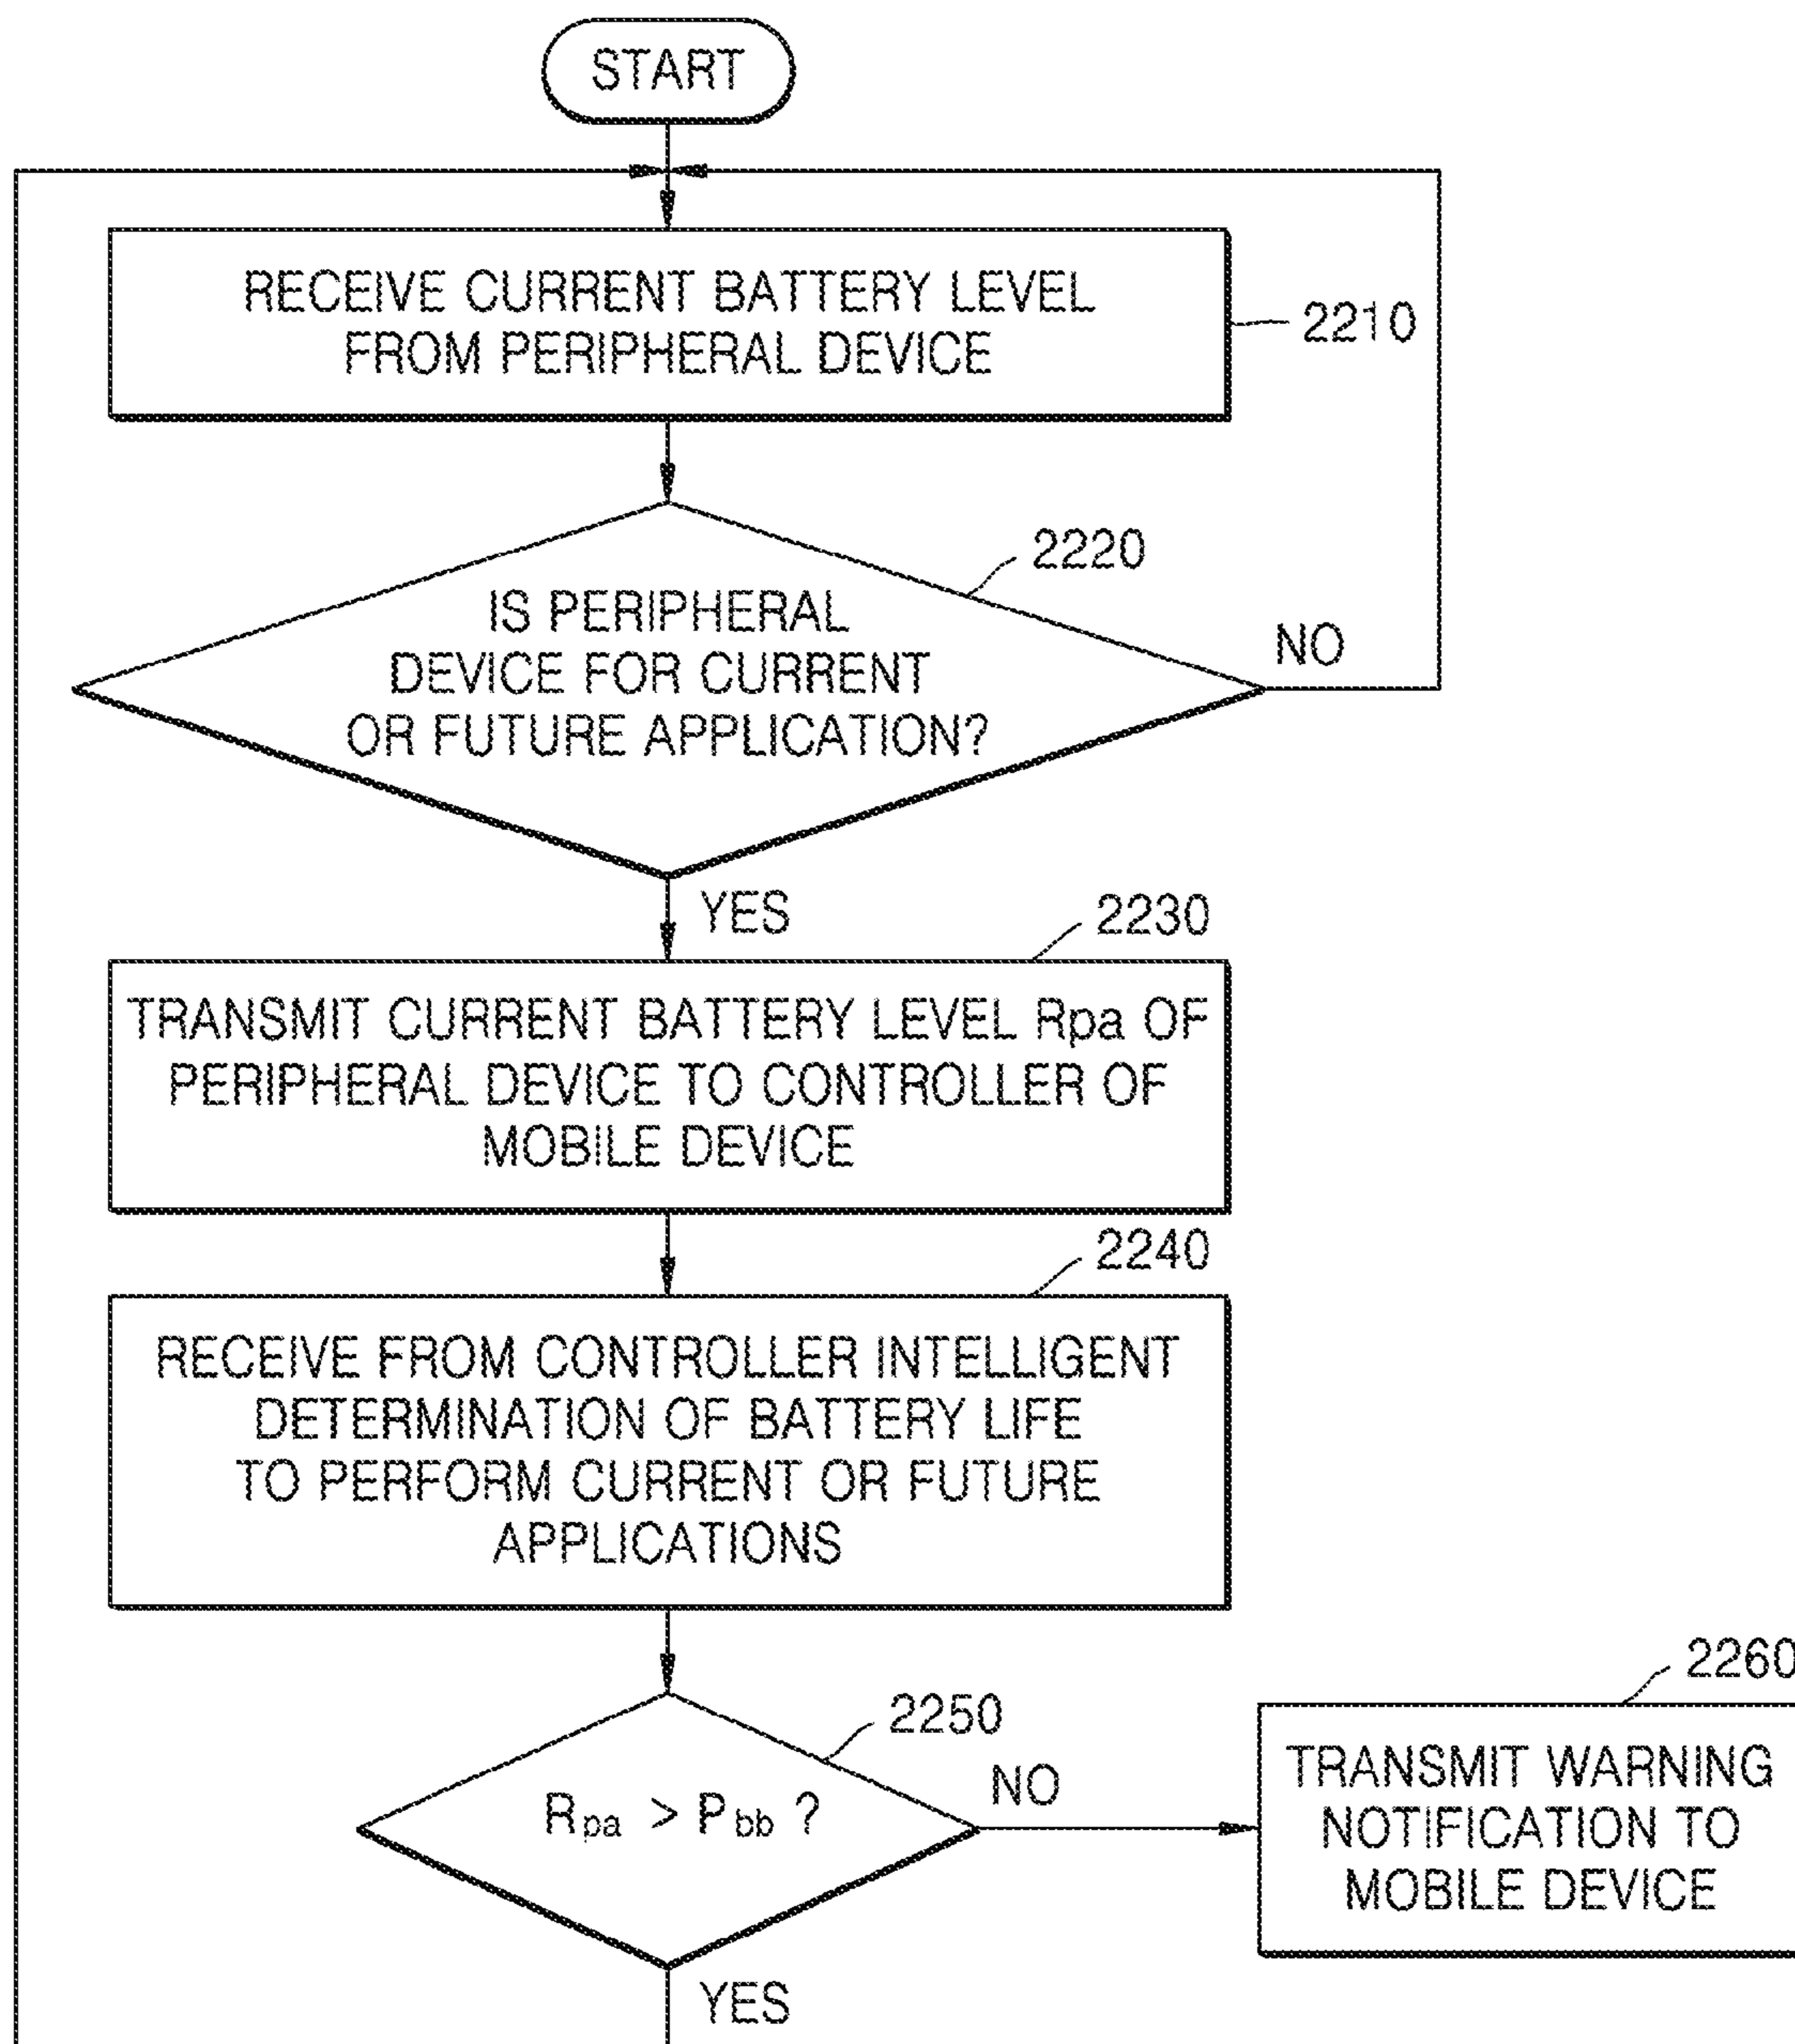 START
RECEIVE CURRENT BATTERY LEVEL
FROM PERIPHERAL DEVICE
2210
2220
IS PERIPHERAL
DEVICE FOR CURRENT
OR FUTURE APPLICATION?
NO
YES
2230
TRANSMIT CURRENT BATTERY LEVEL Rpa OF
PERIPHERAL DEVICE TO CONTROLLER OF
MOBILE DEVICE
2240
RECEIVE FROM CONTROLLER INTELLIGENT
DETERMINATION OF BATTERY LIFE
TO PERFORM CURRENT OR FUTURE
APPLICATIONS
2250
Rpa > Pbb ?
NO
2260
TRANSMIT WARNING
NOTIFICATION TO
MOBILE DEVICE
YES